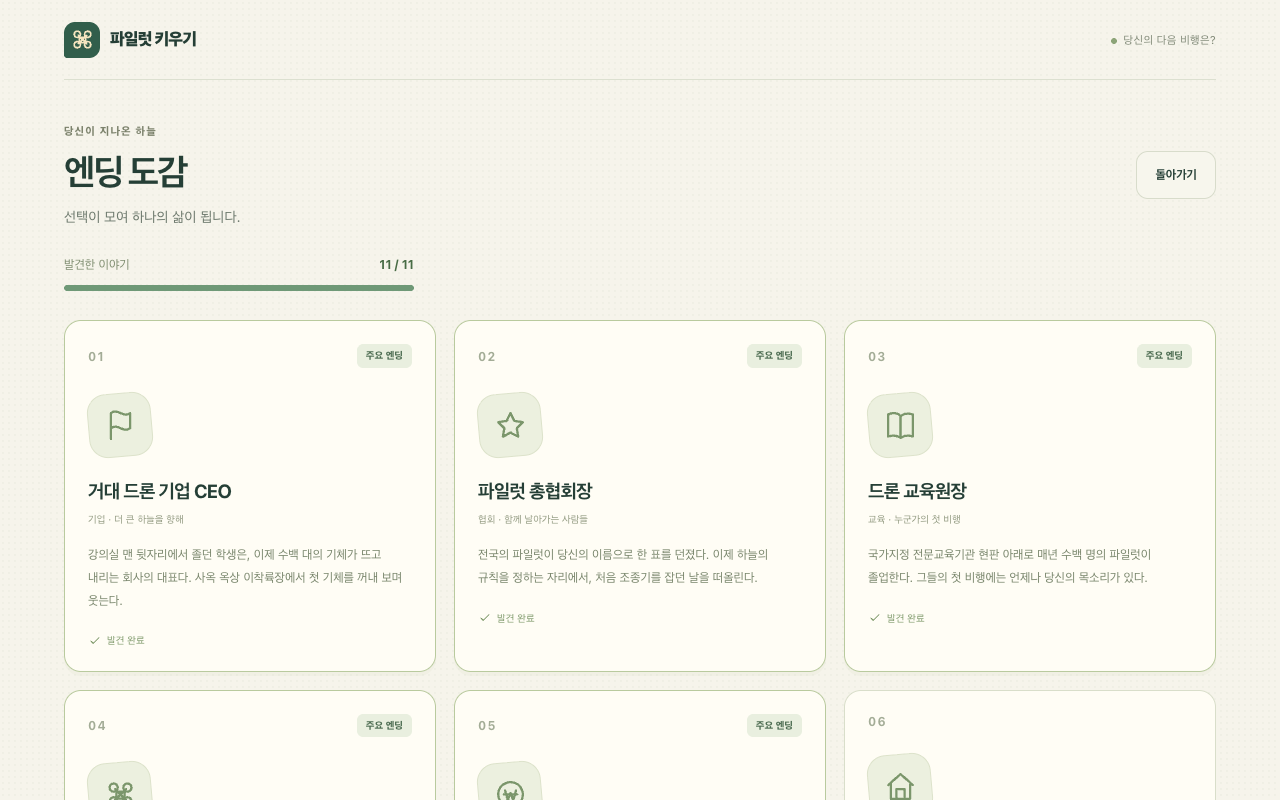 파일럿 키우기
당신의 다음 비행은?
당신이 지나온 하늘
엔딩 도감
돌아가기
선택이 모여 하나의 삶이 됩니다.
발견한 이야기
11 / 11
01
주요 엔딩
거대 드론 기업 CEO
기업 · 더 큰 하늘을 향해
강의실 맨 뒷자리에서 졸던 학생은, 이제 수백 대의 기체가 뜨고
내리는 회사의 대표다. 사옥 옥상 이착륙장에서 첫 기체를 꺼내 보며
웃는다.
발견 완료
02
주요 엔딩
파일럿 총협회장
협회 · 함께 날아가는 사람들
전국의 파일럿이 당신의 이름으로 한 표를 던졌다. 이제 하늘의
규칙을 정하는 자리에서, 처음 조종기를 잡던 날을 떠올린다.
발견 완료
03
주요 엔딩
드론 교육원장
교육 · 누군가의 첫 비행
국가지정 전문교육기관 현판 아래로 매년 수백 명의 파일럿이
졸업한다. 그들의 첫 비행에는 언제나 당신의 목소리가 있다.
발견 완료
04
주요 엔딩
05
주요 엔딩
06